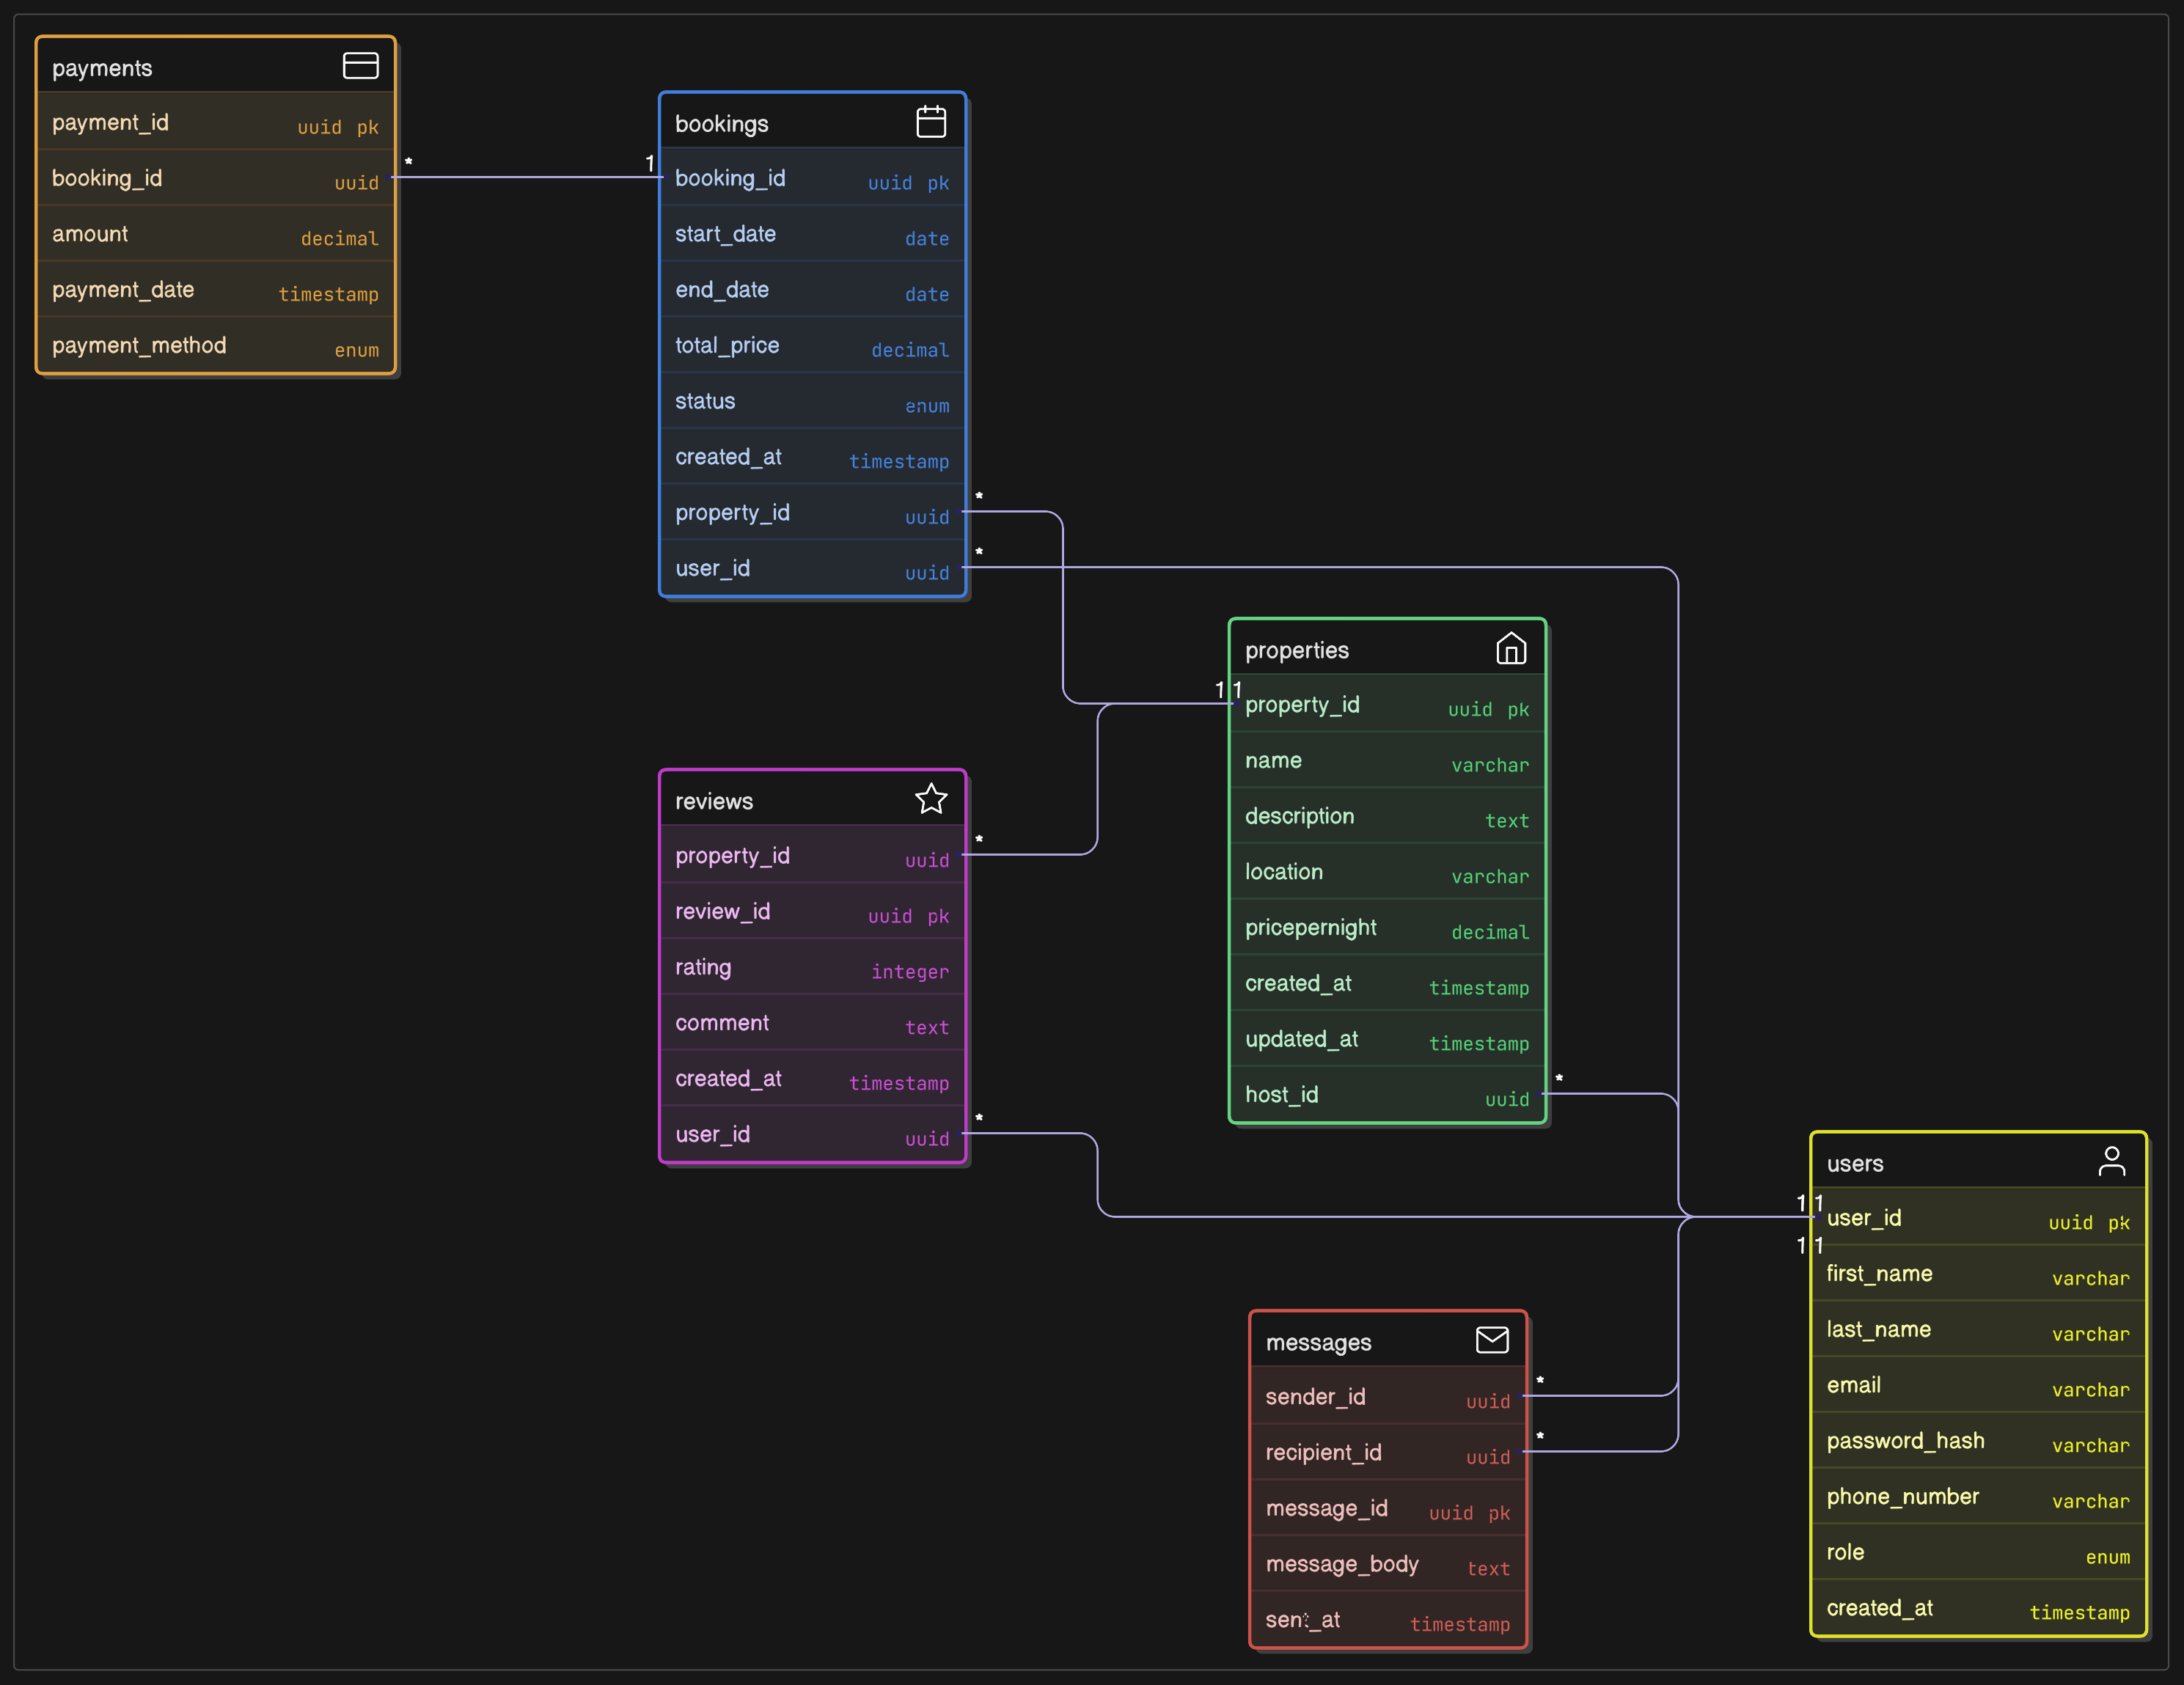 payments
payment_id uuid pk
booking_id uuid
amount decimal
payment_date timestamp
payment_method enum
* 1
bookings
booking_id uuid pk
start_date date
end_date date
total_price decimal
status enum
created_at timestamp
property_id uuid *
user_id uuid *
properties
1 1
property_id uuid pk
name varchar
description text
location varchar
pricepernight decimal
created_at timestamp
updated_at timestamp
host_id uuid *
reviews
property_id uuid *
review_id uuid pk
rating integer
comment text
created_at timestamp
user_id uuid *
users
1 1
user_id uuid pk
1 1
first_name varchar
last_name varchar
email varchar
password_hash varchar
phone_number varchar
role enum
created_at timestamp
messages
sender_id uuid *
recipient_id uuid *
message_id uuid pk
message_body text
sent_at timestamp